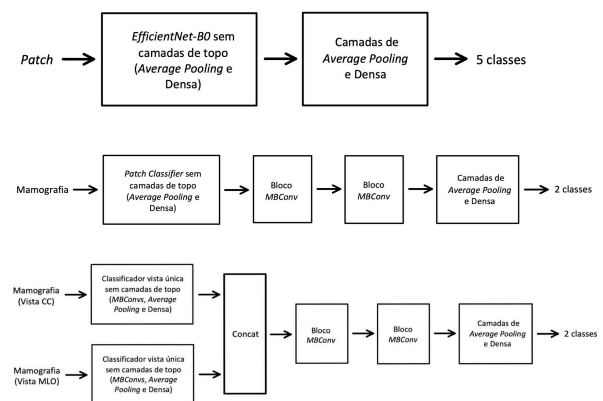 Patch
EfficientNet-B0 sem
camadas de topo
(Average Pooling e
Densa)
Camadas de
Average Pooling
e Densa
5 classes
Mamografia
Patch Classifier sem
camadas de topo
(Average Pooling e
Densa)
Bloco
MBConv
Bloco
MBConv
Camadas de
Average Pooling
e Densa
2 classes
Mamografia
(Vista CC)
Classificador vista única
sem camadas de topo
(MBConvs, Average
Pooling e Densa)
Mamografia
(Vista MLO)
Classificador vista única
sem camadas de topo
(MBConvs, Average
Pooling e Densa)
Concat
Bloco
MBConv
Bloco
MBConv
Camadas de
Average Pooling
e Densa
2 classes